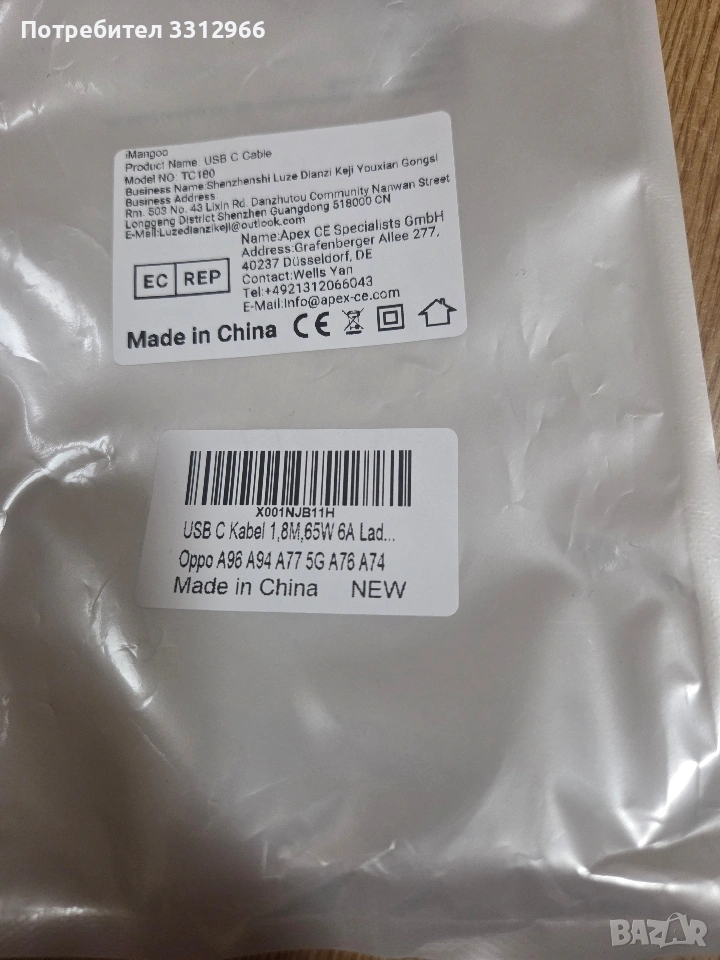 Потребител 3312966
iMangoo
Product Name: USB C Cable
Model NO: TC180
Business Name:Shenzhenshi Luze Dianzi Keji Youxian Gongsi
Business Address
Rm. 503 No. 43 Lixin Rd. Danzhutou Community Nanwan Street
Longgang District Shenzhen Guangdong 518000 CN
E-Mail:Luzedianzikeji@outlook.com
EC REP
Name:Apex CE Specialists GmbH
Address:Grafenberger Allee 277,
40237 Düsseldorf, DE
Contact:Wells Yan
Tel:+4921312066043
E-Mail:Info@apex-ce.com
Made in China CE
X001NJB11H
USB C Kabel 1,8M,65W 6A Lad...
Oppo A96 A94 A77 5G A76 A74
Made in China NEW
BAZAR